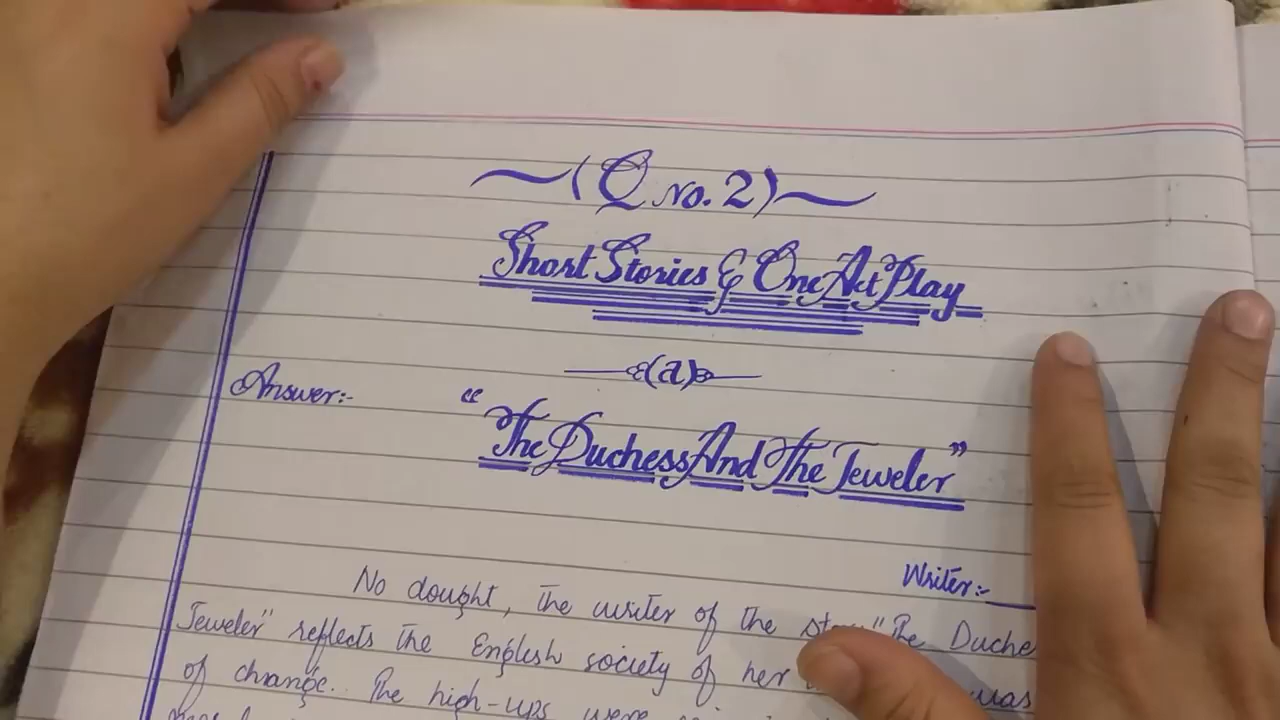 (Q no. 2)
Short Stories & One Act Play
(a)
Answer:-
"The Duchess And The Jeweler"
Writer:-
No dought, the writer of the "The Duche
Jeweler" reflects the English society of her was
of change. The high-ups were